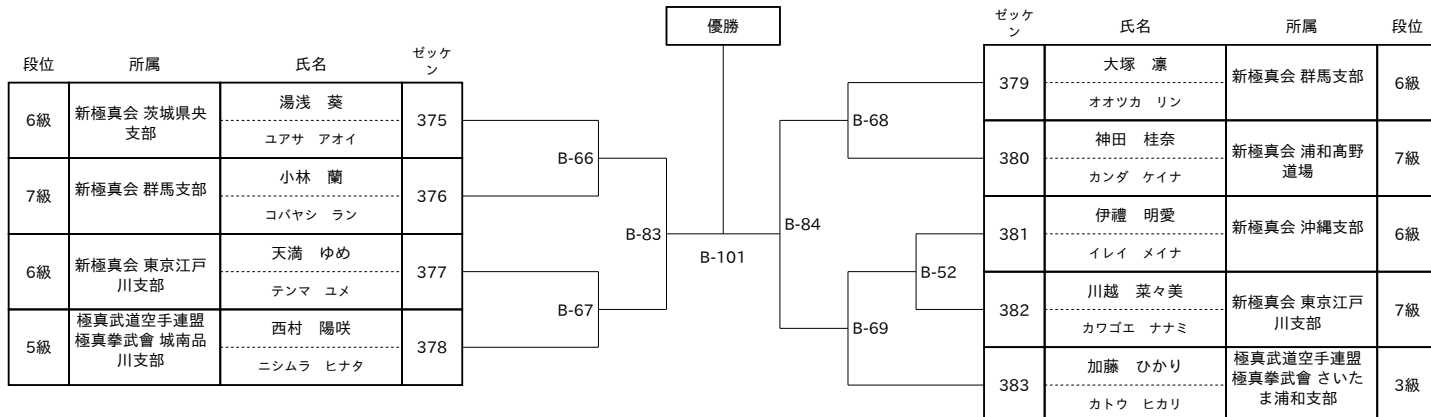 優勝
段位 所属 氏名 ゼッケ
ン
6級 新極真会 茨城県央
支部 湯浅　葵
ユアサ　アオイ 375
7級 新極真会 群馬支部 小林　蘭
コバヤシ　ラン 376
6級 新極真会 東京江戸
川支部 天満　ゆめ
テンマ　ユメ 377
5級 極真武道空手連盟
極真拳武會 城南品
川支部 西村　陽咲
ニシムラ　ヒナタ 378
B-66
B-67
B-83
B-101
B-84
B-68
B-52
B-69
ゼッケ
ン 氏名 所属 段位
379 大塚　凛
オオツカ　リン 新極真会 群馬支部 6級
380 神田　桂奈
カンダ　ケイナ 新極真会 浦和髙野
道場 7級
381 伊禮　明愛
イレイ　メイナ 新極真会 沖縄支部 6級
382 川越　菜々美
カワゴエ　ナナミ 新極真会 東京江戸
川支部 7級
383 加藤　ひかり
カトウ　ヒカリ 極真武道空手連盟
極真拳武會 さいた
ま浦和支部 3級